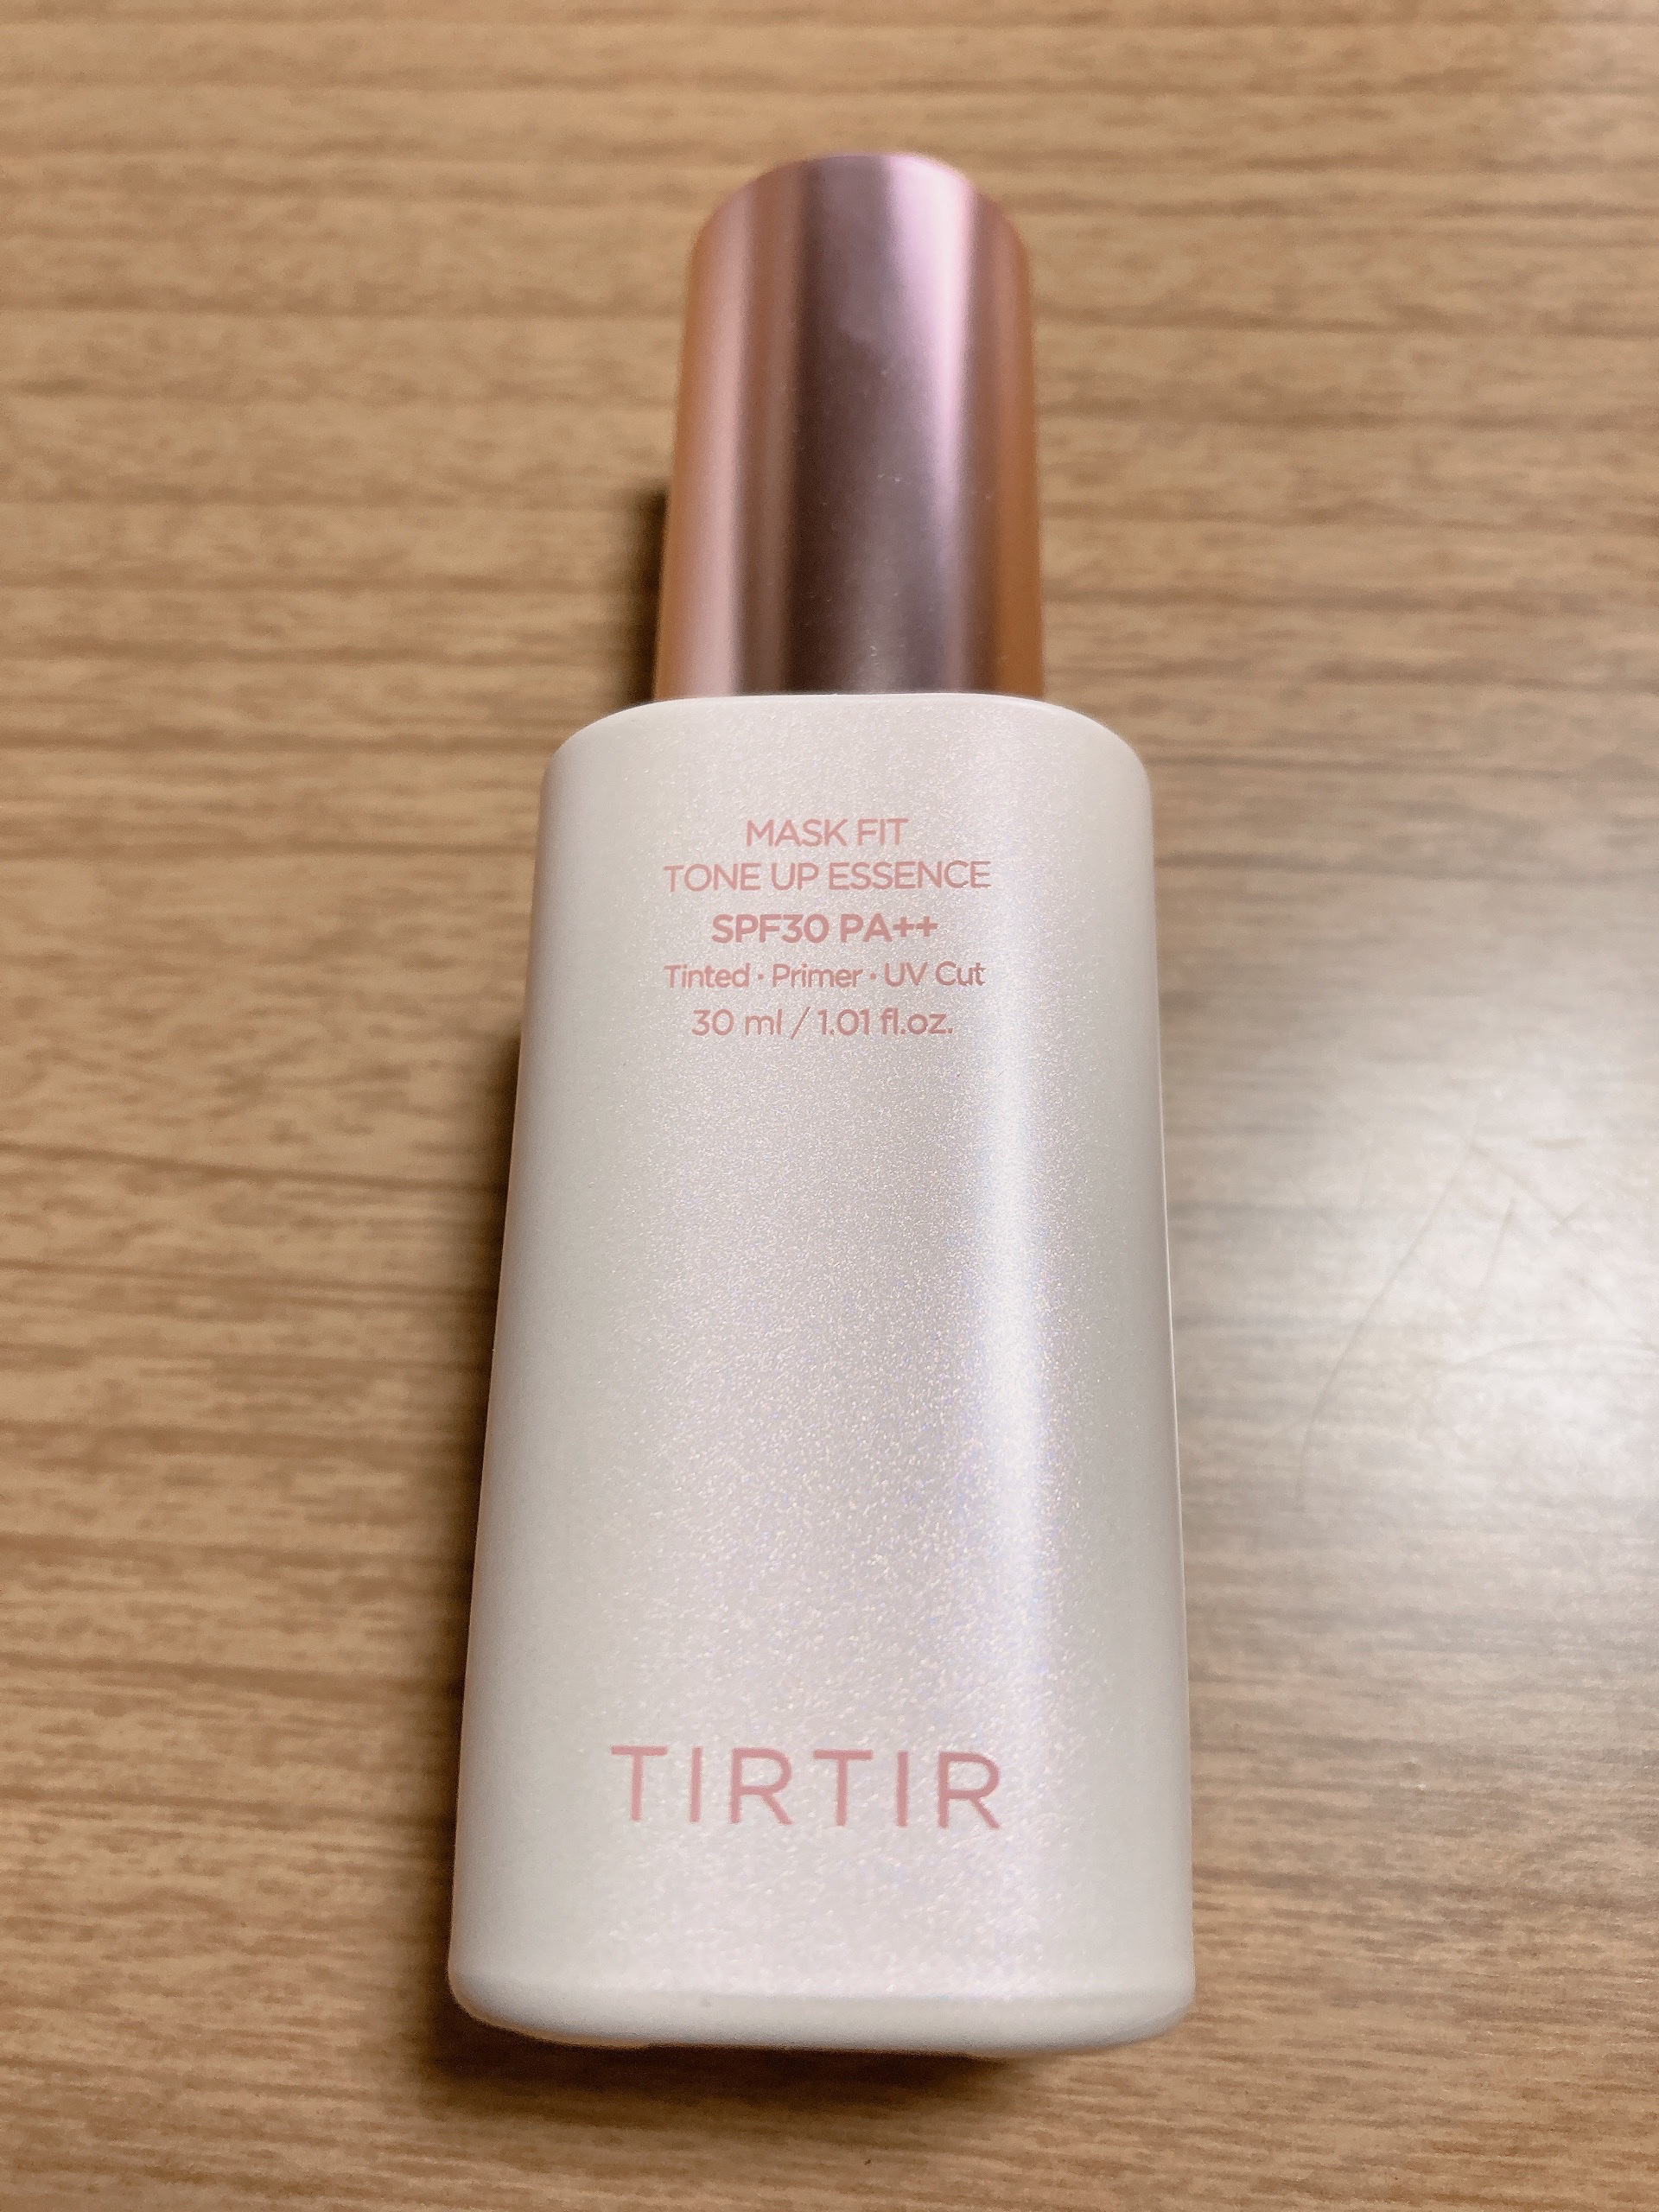 MASK FIT
TONE UP ESSENCE
SPF30 PA++
Tinted · Primer · UV Cut
30 ml / 1.01 fl.oz.
TIRTIR